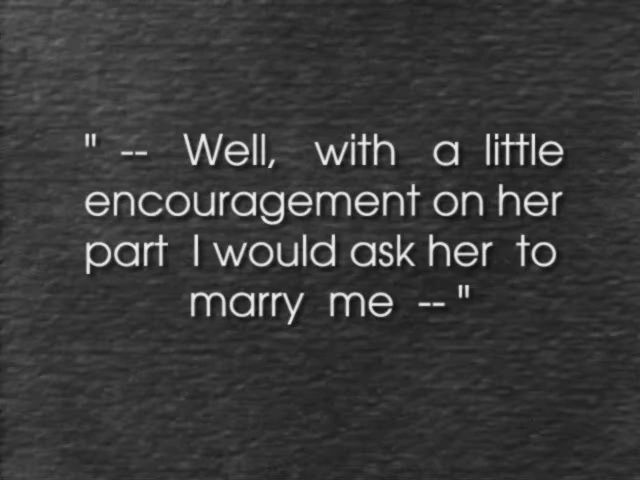 " -- Well, with a little
encouragement on her
part I would ask her to
marry me -- "